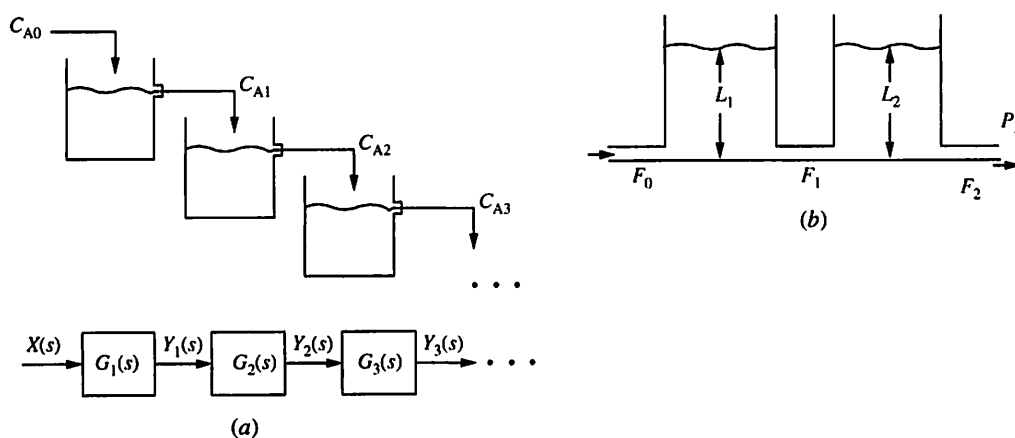 C_A0
C_A1
C_A2
C_A3
• • •
X(s)
G_1(s)
Y_1(s)
G_2(s)
Y_2(s)
G_3(s)
Y_3(s)
• • •
(a)
L_1
L_2
F_0
F_1
F_2
(b)